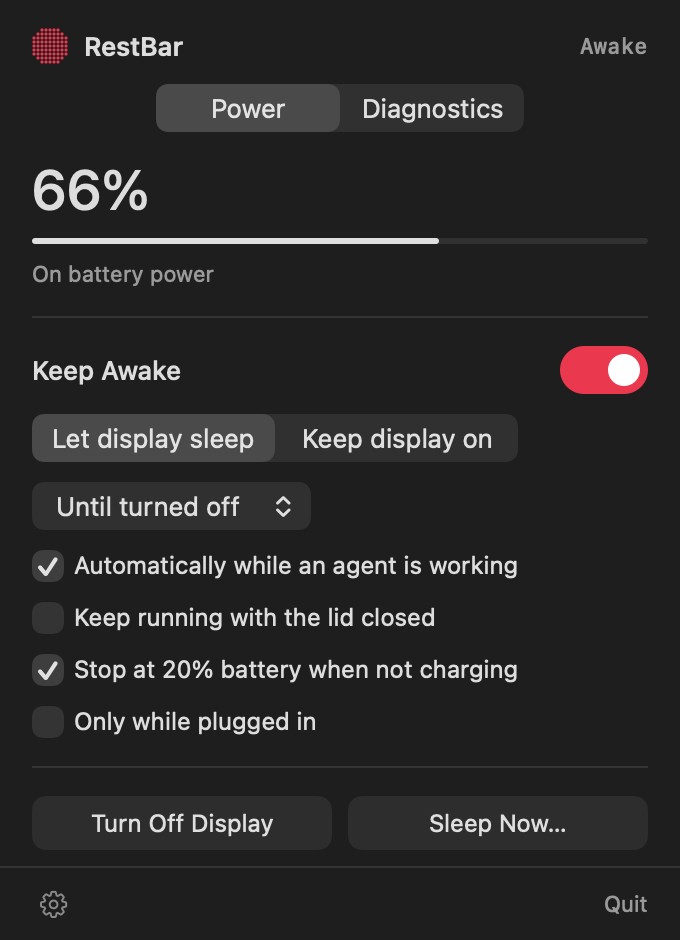 RestBar
Awake
Power
Diagnostics
66%
On battery power
Keep Awake
Let display sleep
Keep display on
Until turned off
Automatically while an agent is working
Keep running with the lid closed
Stop at 20% battery when not charging
Only while plugged in
Turn Off Display
Sleep Now...
Quit